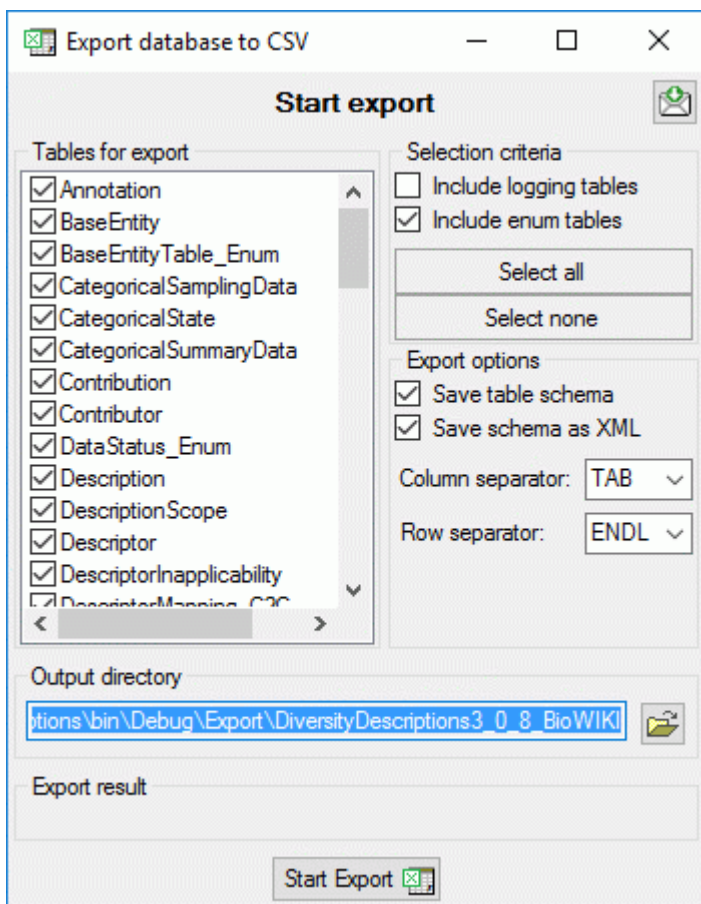 Export database to CSV
Start export
Tables for export
Annotation
BaseEntity
BaseEntityTable_Enum
CategoricalSamplingData
CategoricalState
CategoricalSummaryData
Contribution
Contributor
DataStatus_Enum
Description
DescriptionScope
Descriptor
DescriptorInapplicability
DescriptorMapping_C2C
Selection criteria
Include logging tables
Include enum tables
Select all
Select none
Export options
Save table schema
Save schema as XML
Column separator: TAB
Row separator: ENDL
Output directory
otions\bin\Debug\Export\DiversityDescriptions3_0_8_BioWIKI
Export result
Start Export